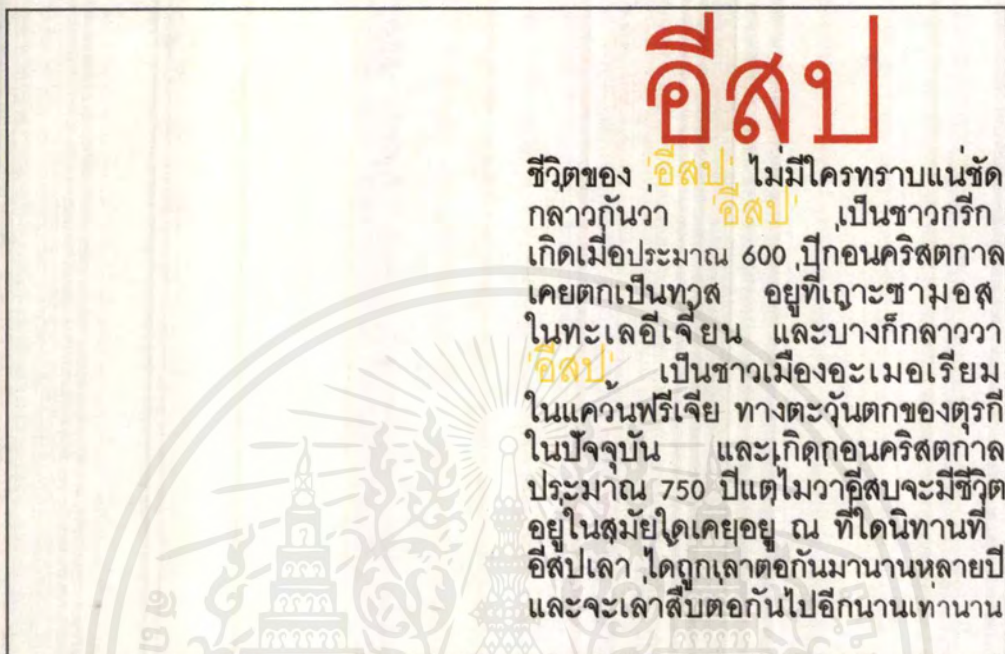 อีสป
ชีวิตของ 'อีสป' ไม่มีใครทราบแน่ชัด
กล่าวกันว่า 'อีสป' เป็นชาวกรีก
เกิดเมื่อประมาณ 600 ปีก่อนคริสตกาล
เคยตกเป็นทาส อยู่ที่เกาะซามอส
ในทะเลอีเจี้ยน และบางก็กล่าวว่า
'อีสป' เป็นชาวเมืองอะเมอเรียม
ในแคว้นฟรีเจีย ทางตะวันตกของตุรกี
ในปัจจุบัน และเกิดก่อนคริสตกาล
ประมาณ 750 ปีแต่ไม่ว่าอีสบจะมีชีวิต
อยู่ในสมัยใดเคยอยู่ ณ ที่ใดนิทานที่
อีสปเล่า ได้ถูกเล่าต่อกันมานานหลายปี
และจะเล่าสืบต่อกันไปอีกนานเท่านาน